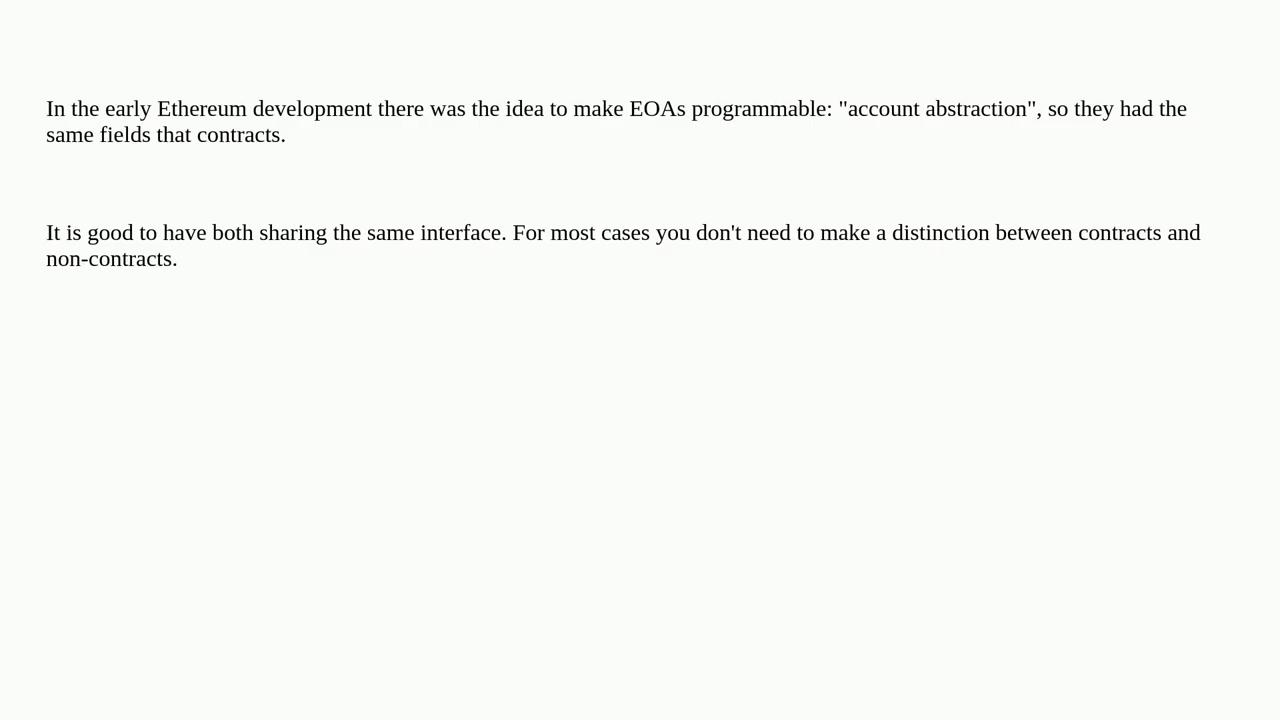 In the early Ethereum development there was the idea to make EOAs programmable: "account abstraction", so they had the
same fields that contracts.
It is good to have both sharing the same interface. For most cases you don't need to make a distinction between contracts and
non-contracts.